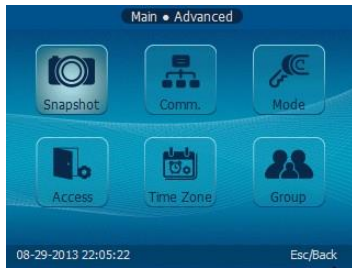 Main ● Advanced
Snapshot
Comm.
Mode
Access
Time Zone
Group
08-29-2013 22:05:22
Esc/Back